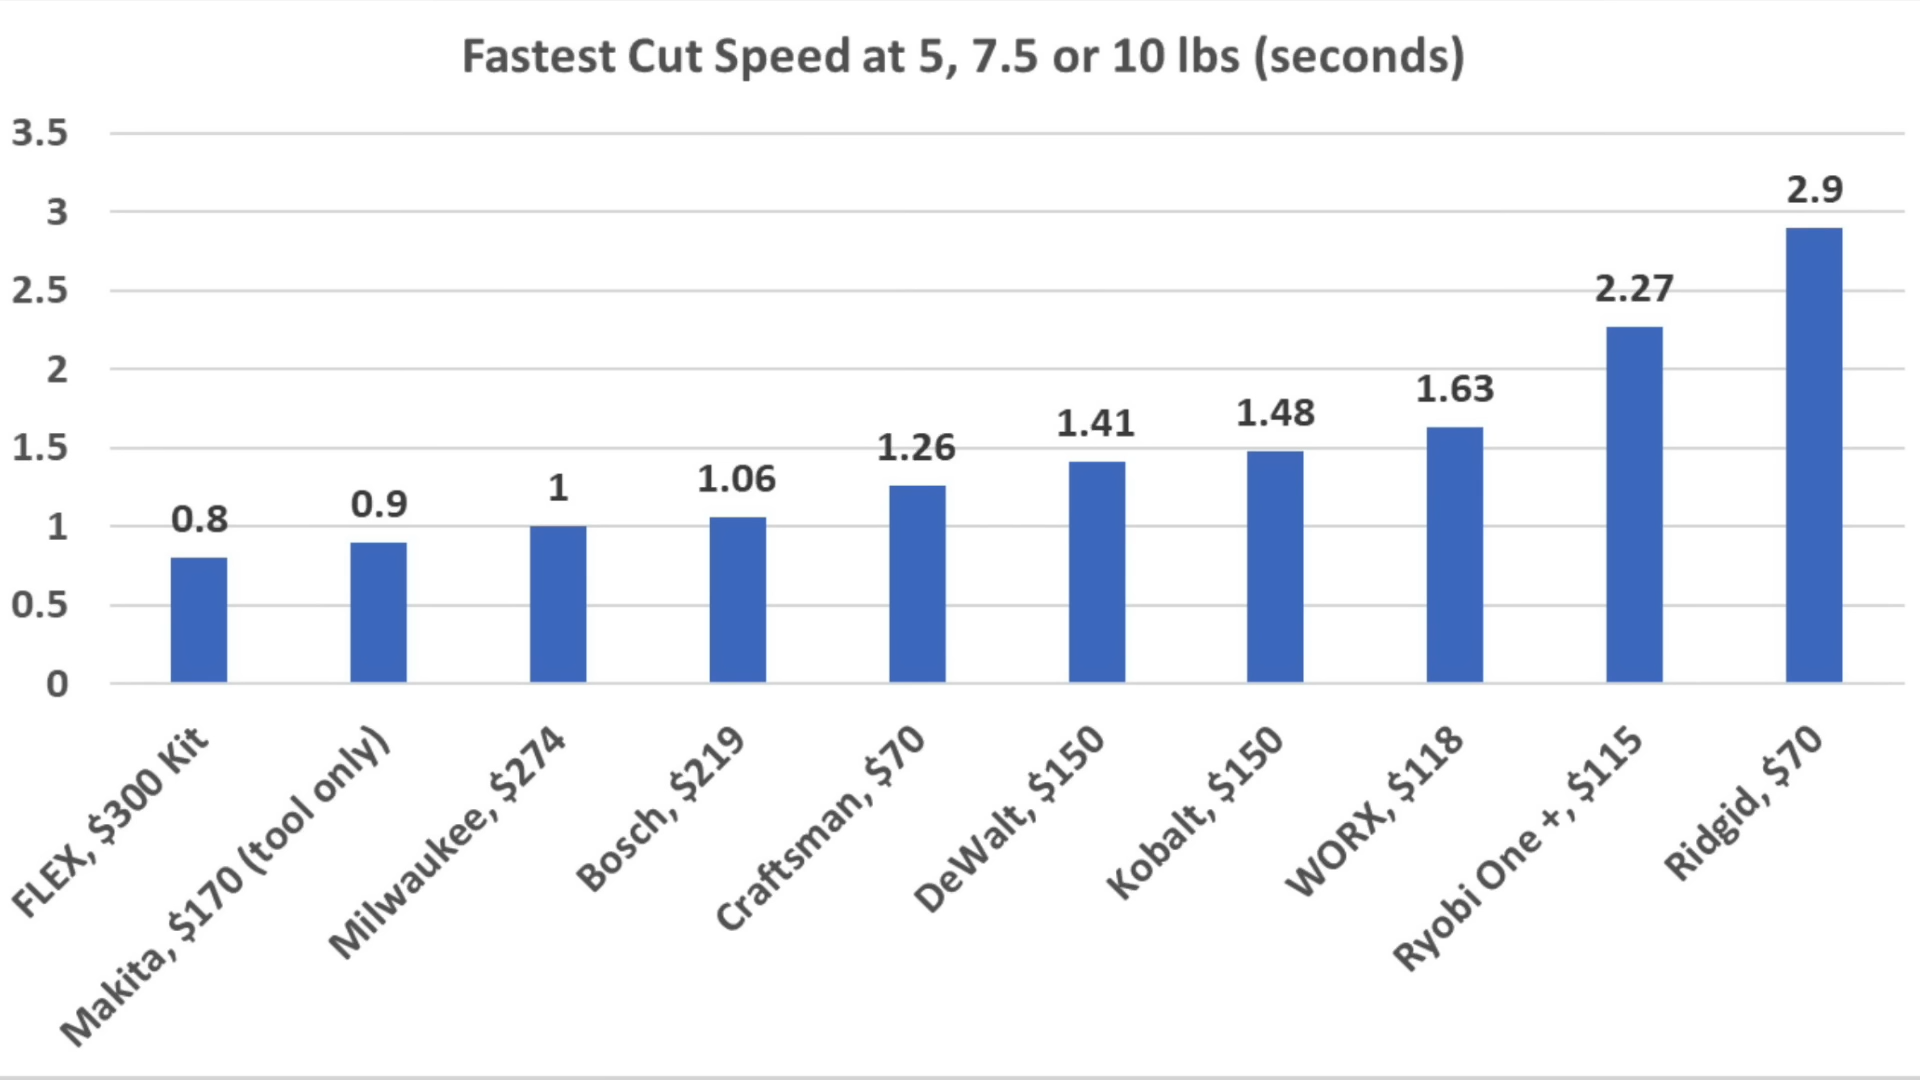 Fastest Cut Speed at 5, 7.5 or 10 lbs (seconds)
3.5
3
2.5
2
1.5
1
0.5
0
0.8
0.9
1
1.06
1.26
1.41
1.48
1.63
2.27
2.9
FLEX, $300 Kit
Makita, $170 (tool only)
Milwaukee, $274
Bosch, $219
Craftsman, $70
DeWalt, $150
Kobalt, $150
WORX, $118
Ryobi One +, $115
Ridgid, $70